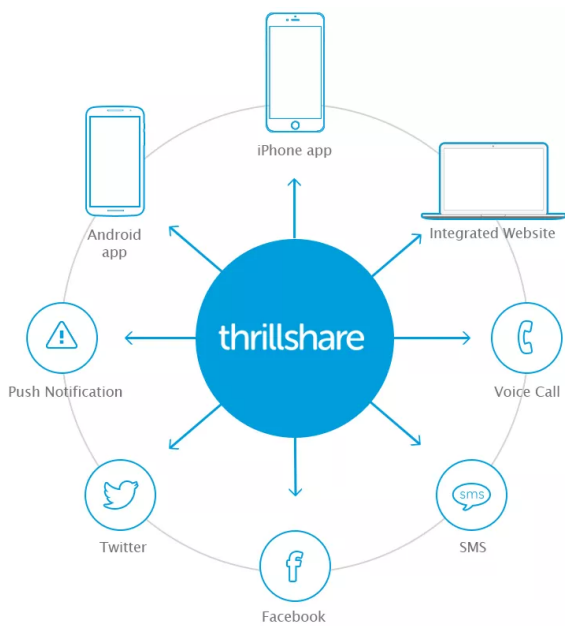 iPhone app
Android
app
Integrated Website
thrillshare
Push Notification
Voice Call
sms
Twitter
SMS
Facebook